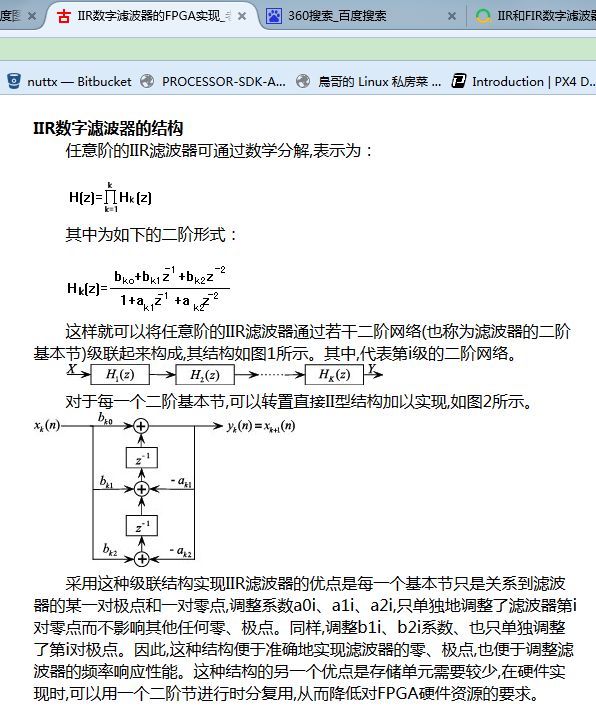 度图 × 古 IIR数字滤波器的FPGA实现_ × 360搜索_百度搜索 × IIR和FIR数字滤波器
nuttx — Bitbucket PROCESSOR-SDK-A... 鳥哥的 Linux 私房菜 ... Introduction | PX4 D...
IIR数字滤波器的结构
任意阶的IIR滤波器可通过数学分解,表示为：
H(z)=∏_{k=1}^{k} H_k(z)
其中为如下的二阶形式：
H_k(z)=(b_{k0}+b_{k1}z^{-1}+b_{k2}z^{-2})/(1+a_{k1}z^{-1}+a_{k2}z^{-2})
这样就可以将任意阶的IIR滤波器通过若干二阶网络(也称为滤波器的二阶
基本节)级联起来构成,其结构如图1所示。其中,代表第i级的二阶网络。
X H_1(z) H_2(z) ······ H_K(z) Y
对于每一个二阶基本节,可以转置直接II型结构加以实现,如图2所示。
x_k(n) b_{k0} + y_k(n)=x_{k+1}(n)
z^{-1}
b_{k1} + -a_{k1}
z^{-1}
b_{k2} + -a_{k2}
采用这种级联结构实现IIR滤波器的优点是每一个基本节只是关系到滤波
器的某一对极点和一对零点,调整系数a0i、a1i、a2i,只单独地调整了滤波器第i
对零点而不影响其他任何零、极点。同样,调整b1i、b2i系数、也只单独调整
了第i对极点。因此,这种结构便于准确地实现滤波器的零、极点,也便于调整滤
波器的频率响应性能。这种结构的另一个优点是存储单元需要较少,在硬件实
现时,可以用一个二阶节进行时分复用,从而降低对FPGA硬件资源的要求。